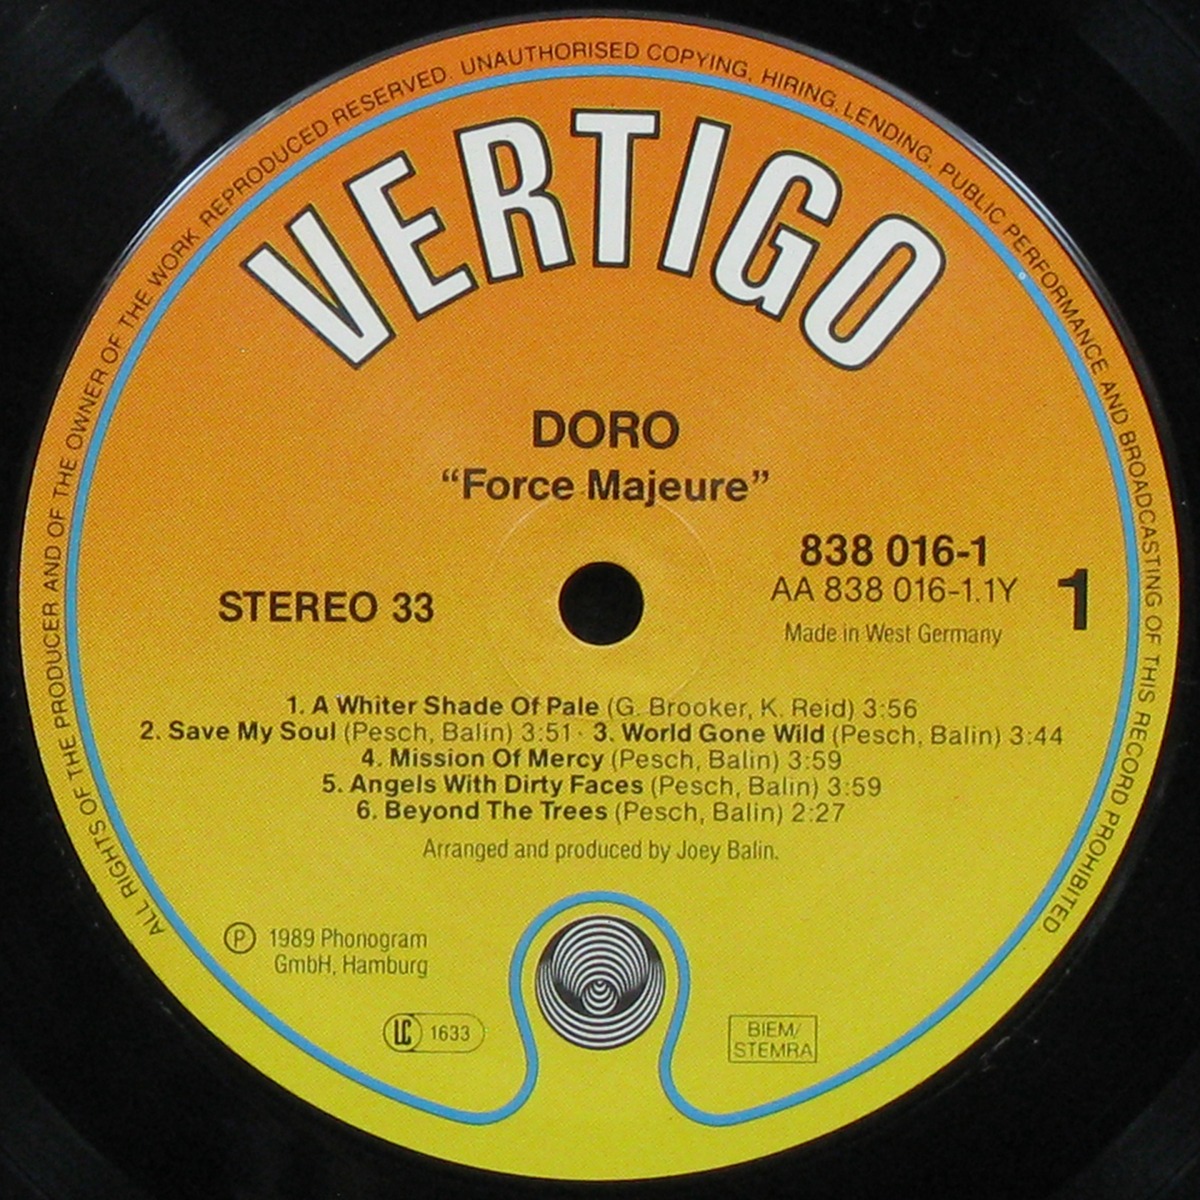 ALL RIGHTS OF THE PRODUCER AND OF THE OWNER OF THE WORK REPRODUCED RESERVED. UNAUTHORISED COPYING, HIRING, LENDING, PUBLIC PERFORMANCE AND BROADCASTING OF THIS RECORD PROHIBITED
VERTIGO
DORO
“Force Majeure”
STEREO 33
838 016-1
AA 838 016-1.1Y
Made in West Germany
1
1. A Whiter Shade Of Pale (G. Brooker, K. Reid) 3:56
2. Save My Soul (Pesch, Balin) 3:51 · 3. World Gone Wild (Pesch, Balin) 3:44
4. Mission Of Mercy (Pesch, Balin) 3:59
5. Angels With Dirty Faces (Pesch, Balin) 3:59
6. Beyond The Trees (Pesch, Balin) 2:27
Arranged and produced by Joey Balin.
Ⓟ 1989 Phonogram
GmbH, Hamburg
LC 1633
BIEM/
STEMRA